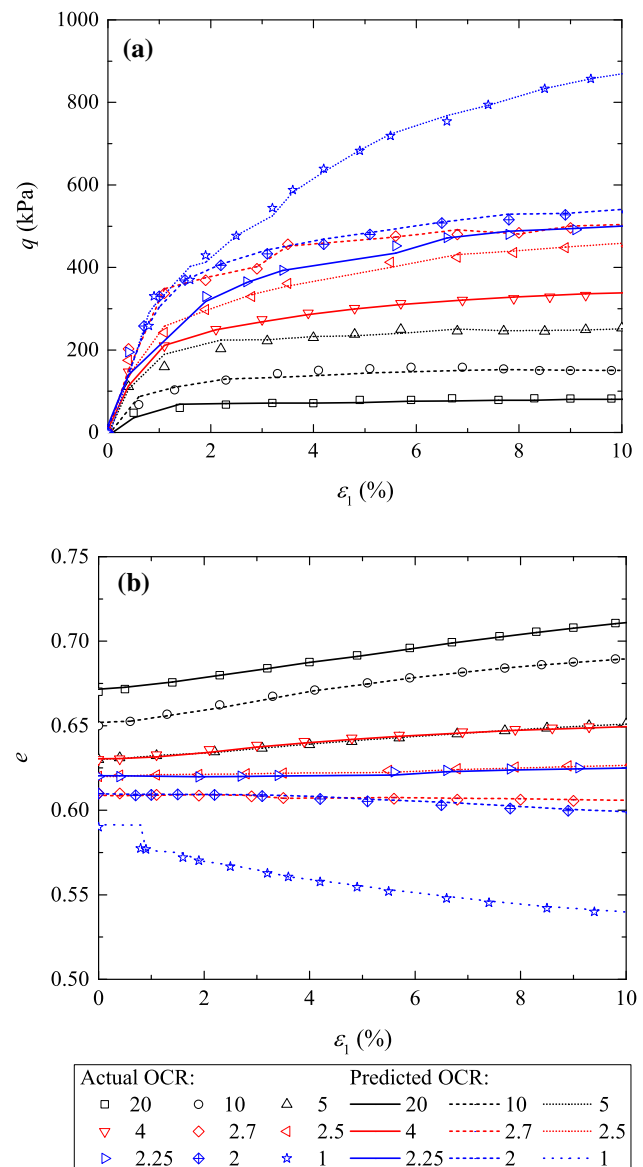 (a)
1000
800
600
400
200
0
q (kPa)
0 2 4 6 8 10
ε₁ (%)
(b)
0.75
0.70
0.65
0.60
0.55
0.50
e
0 2 4 6 8 10
ε₁ (%)
Actual OCR: Predicted OCR:
20 10 5 20 10 5
4 2.7 2.5 4 2.7 2.5
2.25 2 1 2.25 2 1